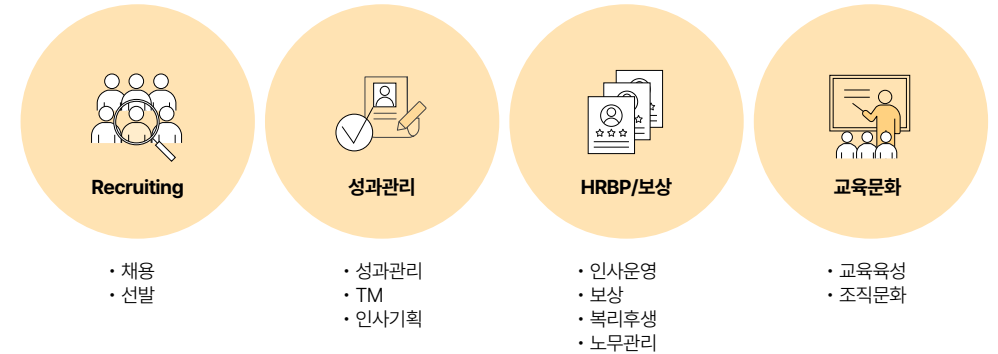 Recruiting
성과관리
HRBP/보상
교육문화
• 채용
• 선발
• 성과관리
• TM
• 인사기획
• 인사운영
• 보상
• 복리후생
• 노무관리
• 교육육성
• 조직문화